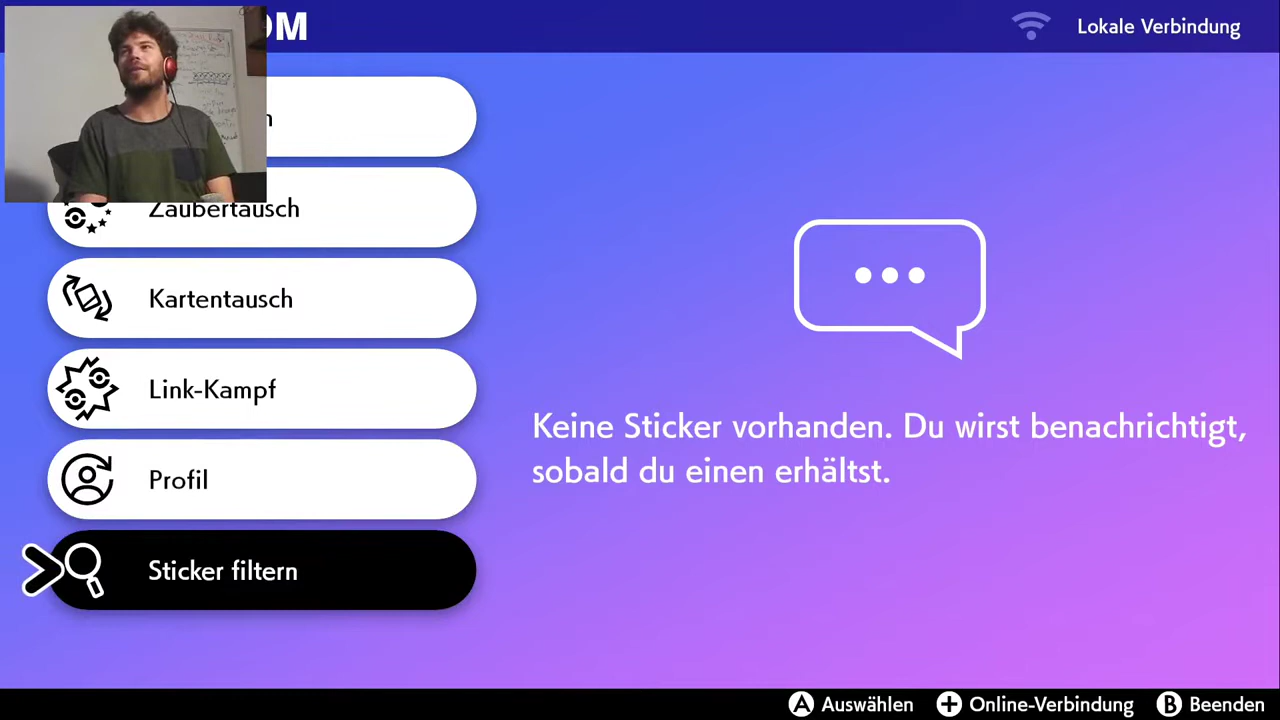 OM
Lokale Verbindung
Zaubertausch
Kartentausch
Link-Kampf
Profil
Sticker filtern
Keine Sticker vorhanden. Du wirst benachrichtigt,
sobald du einen erhältst.
A Auswählen + Online-Verbindung B Beenden